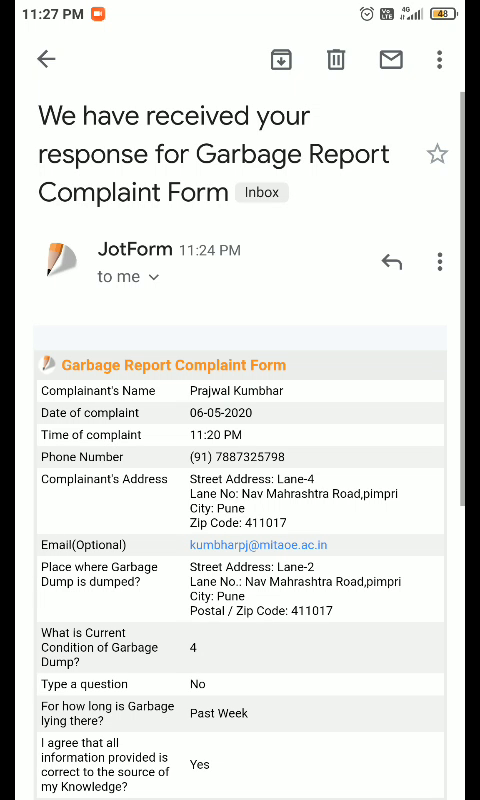 11:27 PM
Vo LTE 4G 48
We have received your
response for Garbage Report
Complaint Form Inbox
JotForm 11:24 PM
to me
Garbage Report Complaint Form
Complainant's Name Prajwal Kumbhar
Date of complaint 06-05-2020
Time of complaint 11:20 PM
Phone Number (91) 7887325798
Complainant's Address Street Address: Lane-4
Lane No: Nav Mahrashtra Road,pimpri
City: Pune
Zip Code: 411017
Email(Optional) kumbharpj@mitaoe.ac.in
Place where Garbage Street Address: Lane-2
Dump is dumped? Lane No.: Nav Mahrashtra Road,pimpri
City: Pune
Postal / Zip Code: 411017
What is Current
Condition of Garbage 4
Dump?
Type a question No
For how long is Garbage Past Week
lying there?
I agree that all
information provided is Yes
correct to the source of
my Knowledge?